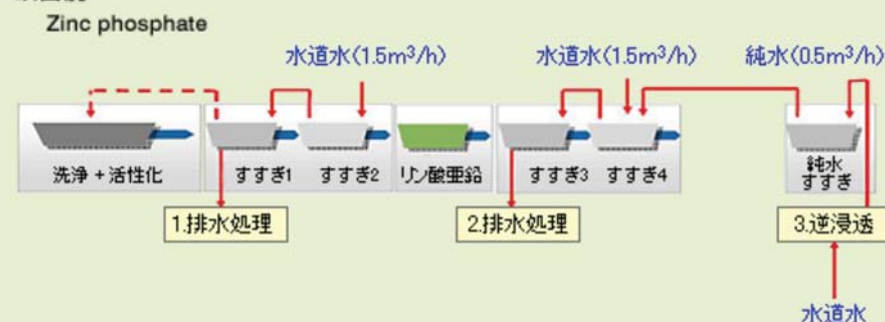 Zinc phosphate
水道水(1.5m³/h)
水道水(1.5m³/h)
純水(0.5m³/h)
洗浄 + 活性化
すすぎ1
すすぎ2
リン酸亜鉛
すすぎ3
すすぎ4
純水
すすぎ
1.排水処理
2.排水処理
3.逆浸透
水道水